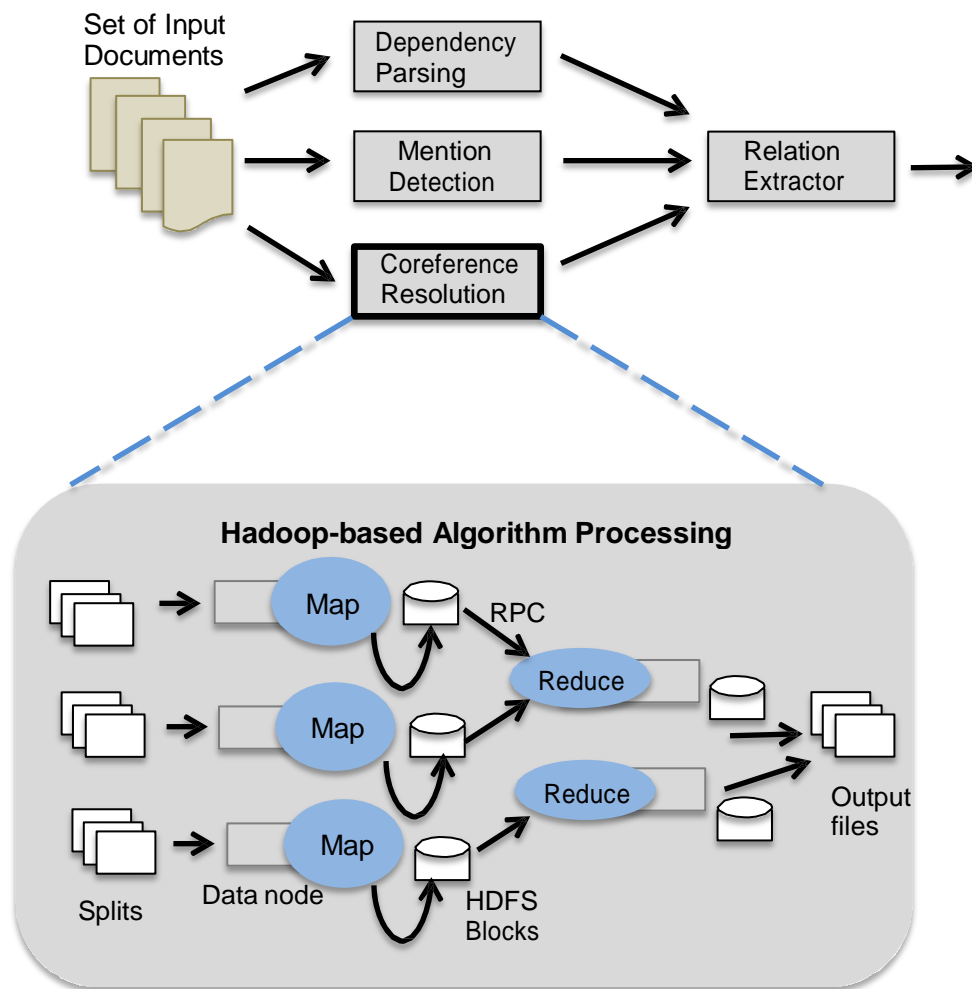 Set of Input
Documents
Dependency
Parsing
Mention
Detection
Coreference
Resolution
Relation
Extractor
Hadoop-based Algorithm Processing
Map
RPC
Reduce
Map
Reduce
Map
Output
files
Splits
Data node
HDFS
Blocks